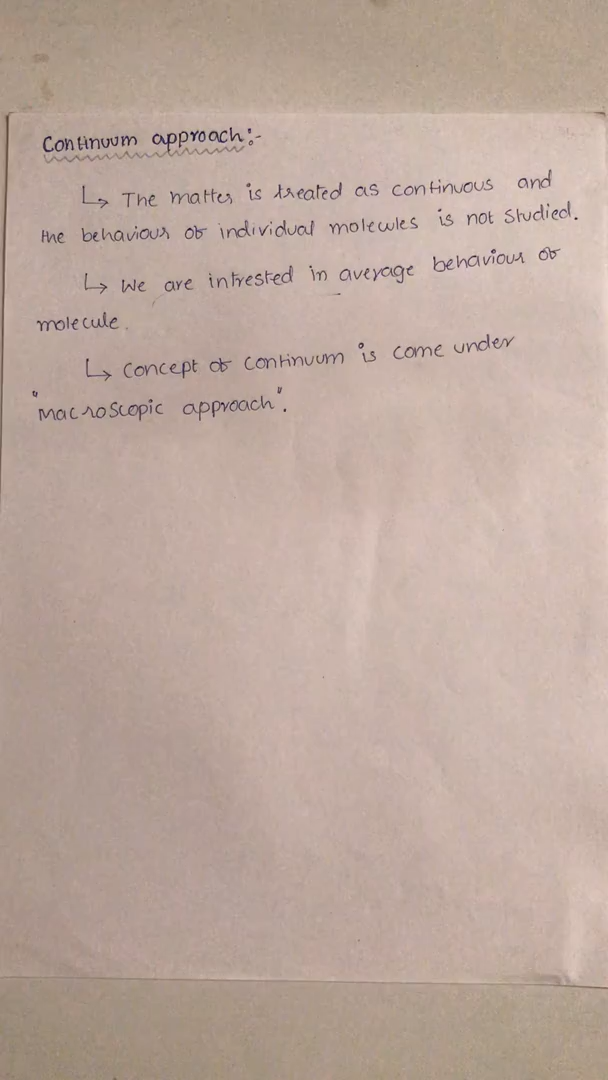 Continuum approach:-
↳ The matter is treated as continuous and
the behaviour of individual molecules is not studied.
↳ We are intrested in average behaviour of
molecule.
↳ Concept of continuum is come under
"macroscopic approach".